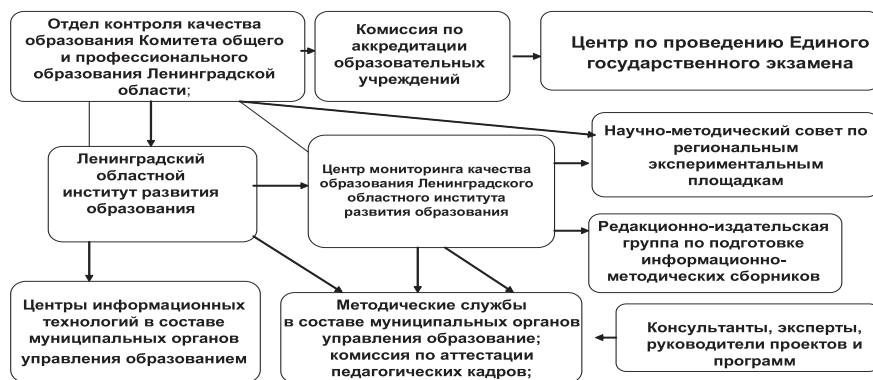 Отдел контроля качества
образования Комитета общего
и профессионального
образования Ленинградской
области;
Комиссия по
аккредитации
образовательных
учреждений
Центр по проведению Единого
государственного экзамена
Научно-методический совет по
региональным
экспериментальным
площадкам
Ленинградский
областной
институт развития
образования
Центр мониторинга качества
образования Ленинградского
областного института
развития образования
Редакционно-издательская
группа по подготовке
информационно-
методических сборников
Центры информационных
технологий в составе
муниципальных органов
управления образованием
Методические службы
в составе муниципальных органов
управления образование;
комиссия по аттестации
педагогических кадров;
Консультанты, эксперты,
руководители проектов и
программ